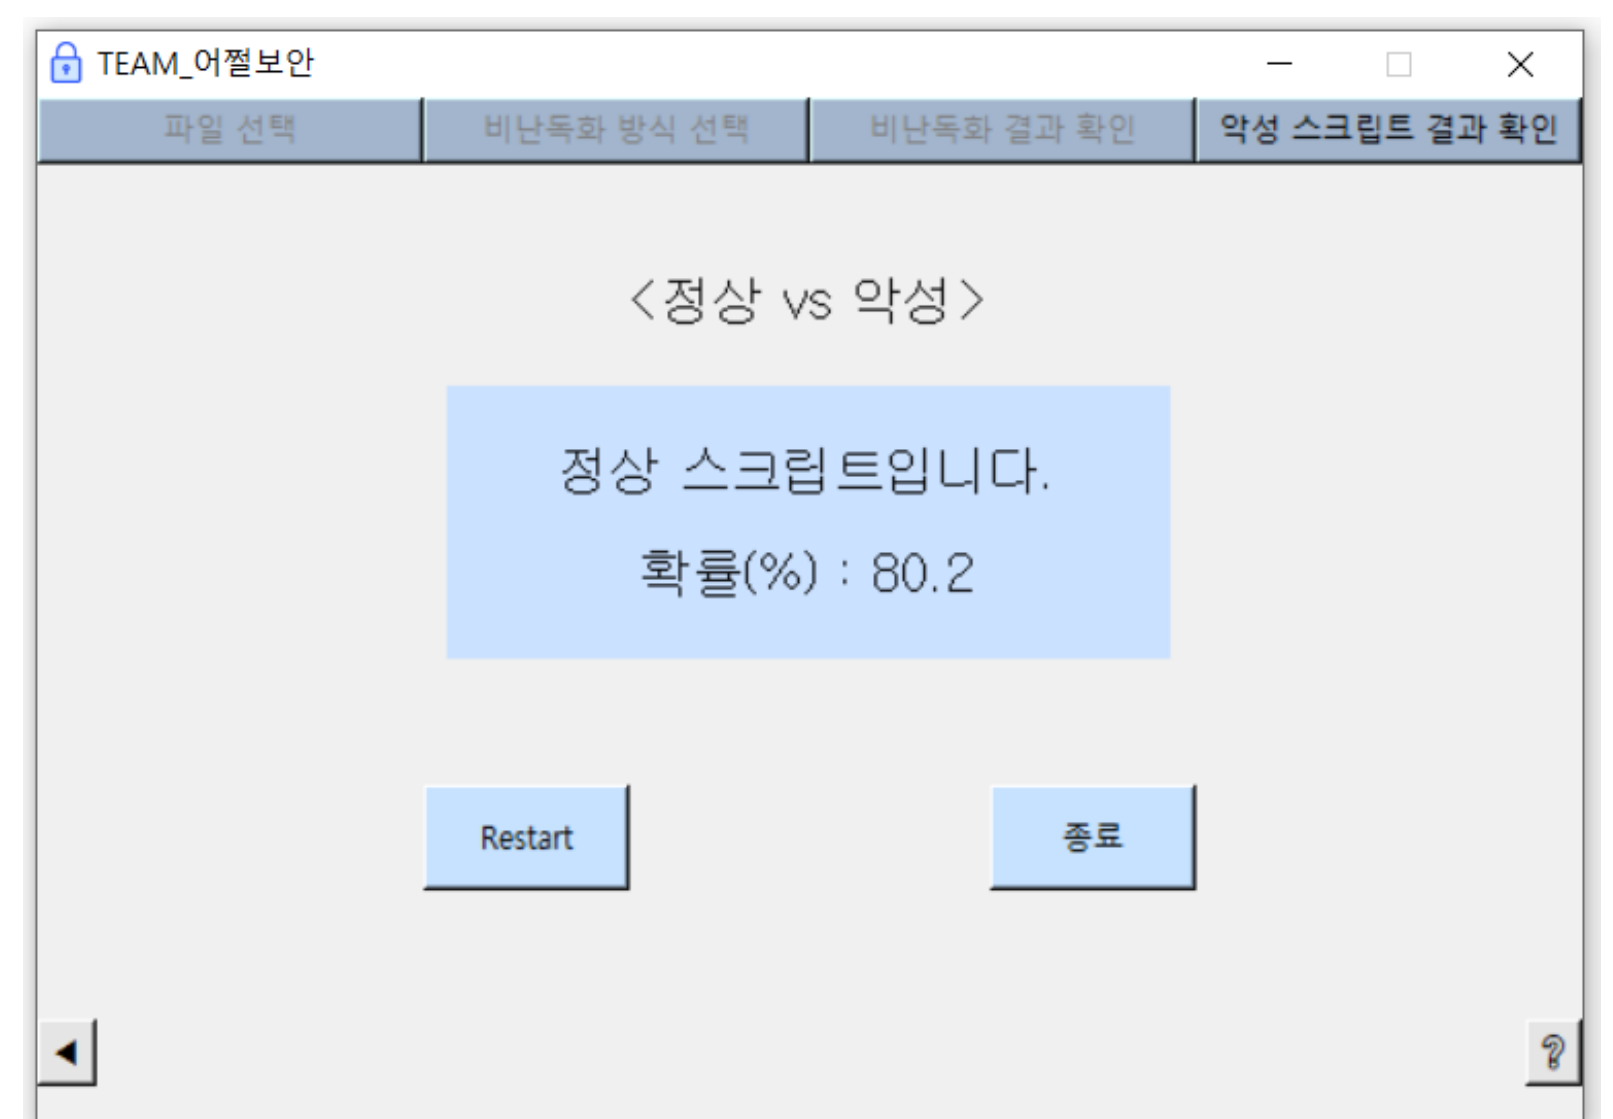 TEAM_어쩔보안
파일 선택 비난독화 방식 선택 비난독화 결과 확인 악성 스크립트 결과 확인
<정상 vs 악성>
정상 스크립트입니다.
확률(%) : 80.2
Restart 종료
?